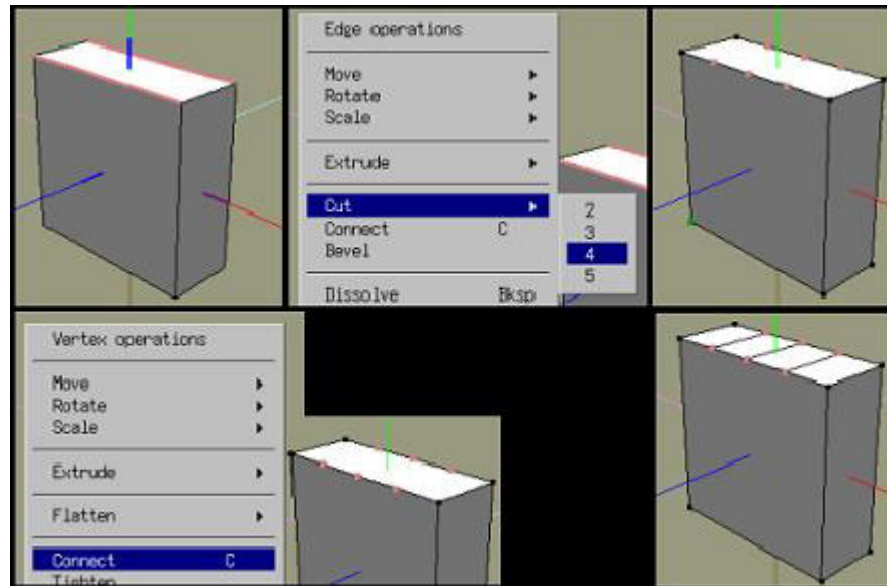 Edge operations
Move
Rotate
Scale
Extrude
Cut
Connect C
Bevel
Dissolve Bksp
2
3
4
5
Vertex operations
Move
Rotate
Scale
Extrude
Flatten
Connect C
Tighten